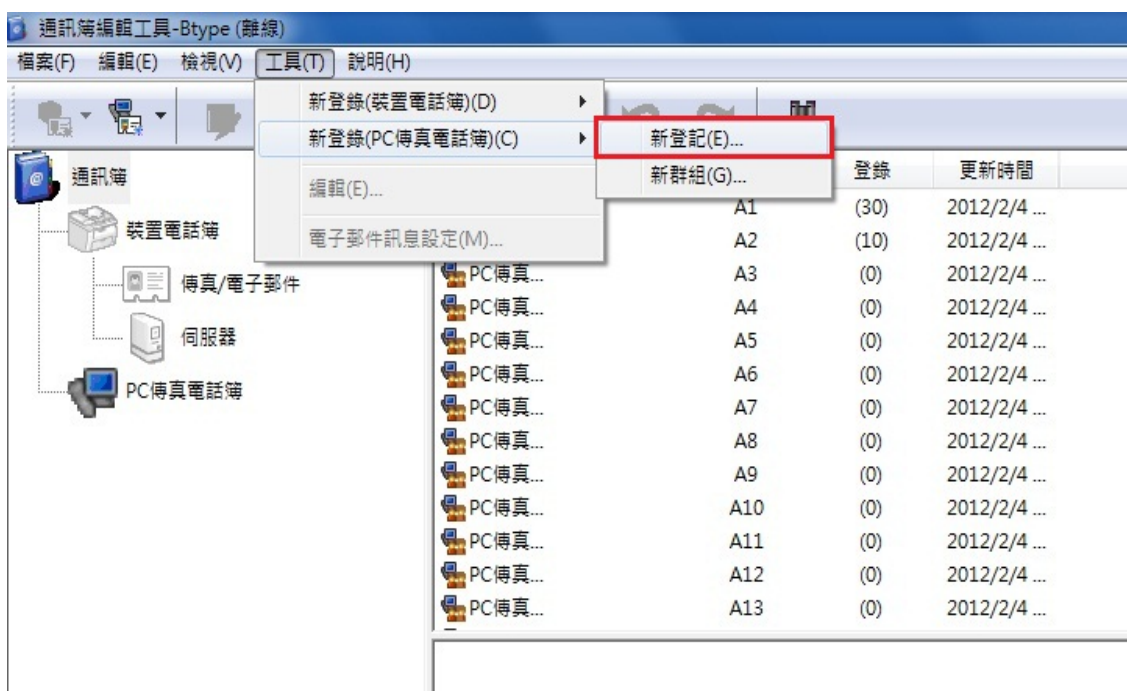 通訊簿編輯工具-Btype (離線)
檔案(F) 編輯(E) 檢視(V) 工具(T) 說明(H)
新登錄(裝置電話簿)(D)
新登錄(PC傳真電話簿)(C)
編輯(E)...
電子郵件訊息設定(M)...
新登記(E)...
新群組(G)...
通訊簿
裝置電話簿
傳真/電子郵件
伺服器
PC傳真電話簿
登錄 更新時間
A1 (30) 2012/2/4 ...
A2 (10) 2012/2/4 ...
PC傳真... A3 (0) 2012/2/4 ...
PC傳真... A4 (0) 2012/2/4 ...
PC傳真... A5 (0) 2012/2/4 ...
PC傳真... A6 (0) 2012/2/4 ...
PC傳真... A7 (0) 2012/2/4 ...
PC傳真... A8 (0) 2012/2/4 ...
PC傳真... A9 (0) 2012/2/4 ...
PC傳真... A10 (0) 2012/2/4 ...
PC傳真... A11 (0) 2012/2/4 ...
PC傳真... A12 (0) 2012/2/4 ...
PC傳真... A13 (0) 2012/2/4 ...